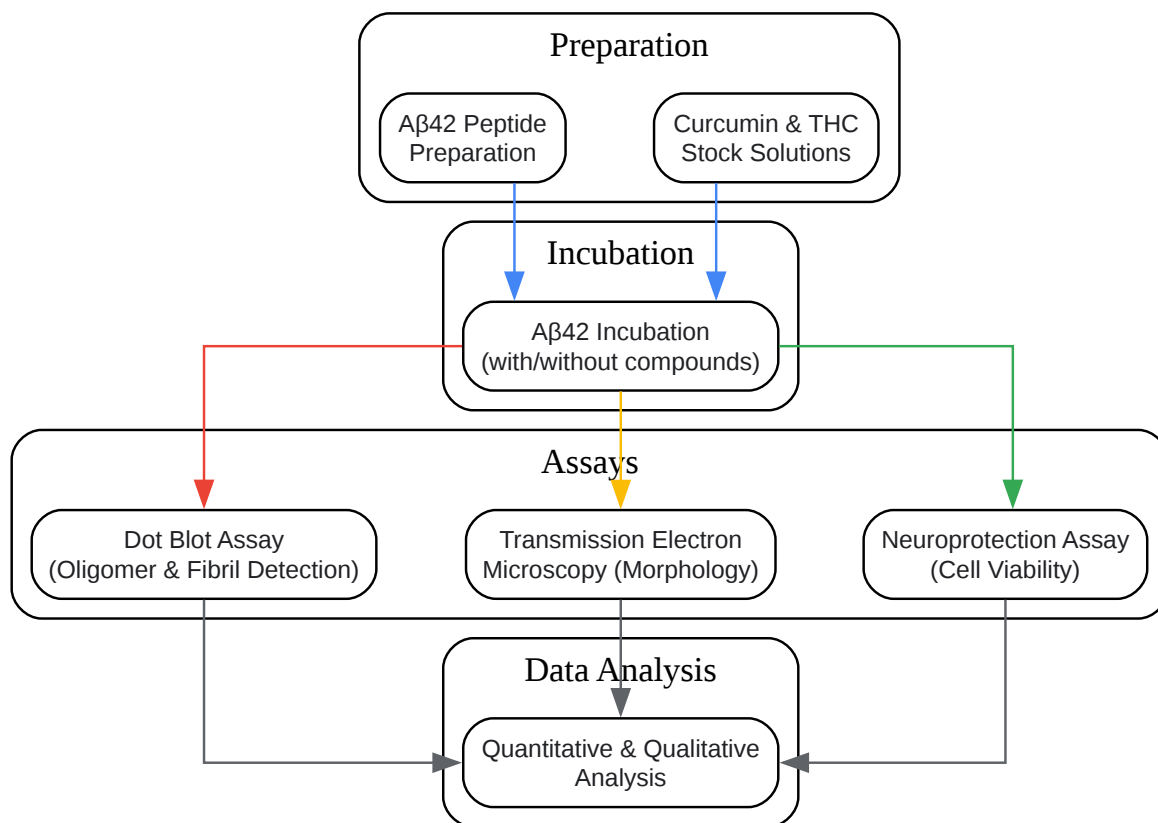 Preparation
Aβ42 Peptide
Preparation
Curcumin & THC
Stock Solutions
Incubation
Aβ42 Incubation
(with/without compounds)
Assays
Dot Blot Assay
(Oligomer & Fibril Detection)
Transmission Electron
Microscopy (Morphology)
Neuroprotection Assay
(Cell Viability)
Data Analysis
Quantitative & Qualitative
Analysis